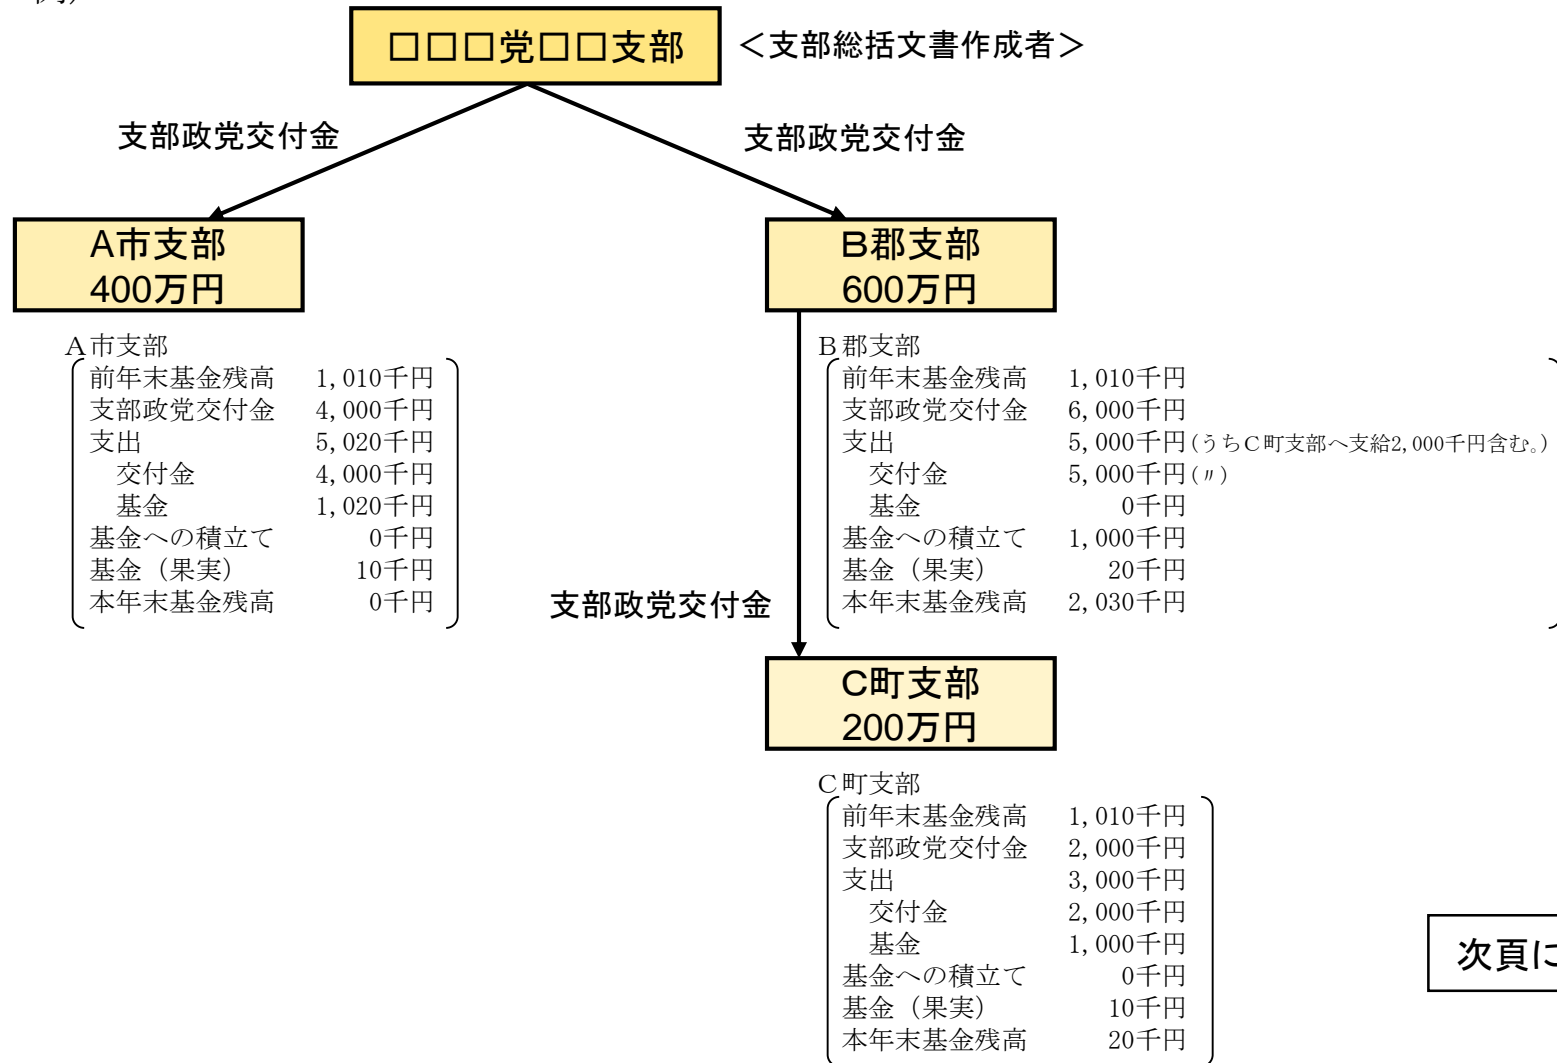 □□□党□□支部
＜支部総括文書作成者＞
支部政党交付金
支部政党交付金
A市支部
400万円
B郡支部
600万円
A市支部
前年末基金残高 1,010千円
支部政党交付金 4,000千円
支出 5,020千円
交付金 4,000千円
基金 1,020千円
基金への積立て 0千円
基金（果実） 10千円
本年末基金残高 0千円
B郡支部
前年末基金残高 1,010千円
支部政党交付金 6,000千円
支出 5,000千円(うちC町支部へ支給2,000千円含む。)
交付金 5,000千円(〃)
基金 0千円
基金への積立て 1,000千円
基金（果実） 20千円
本年末基金残高 2,030千円
支部政党交付金
C町支部
200万円
C町支部
前年末基金残高 1,010千円
支部政党交付金 2,000千円
支出 3,000千円
交付金 2,000千円
基金 1,000千円
基金への積立て 0千円
基金（果実） 10千円
本年末基金残高 20千円
次頁に